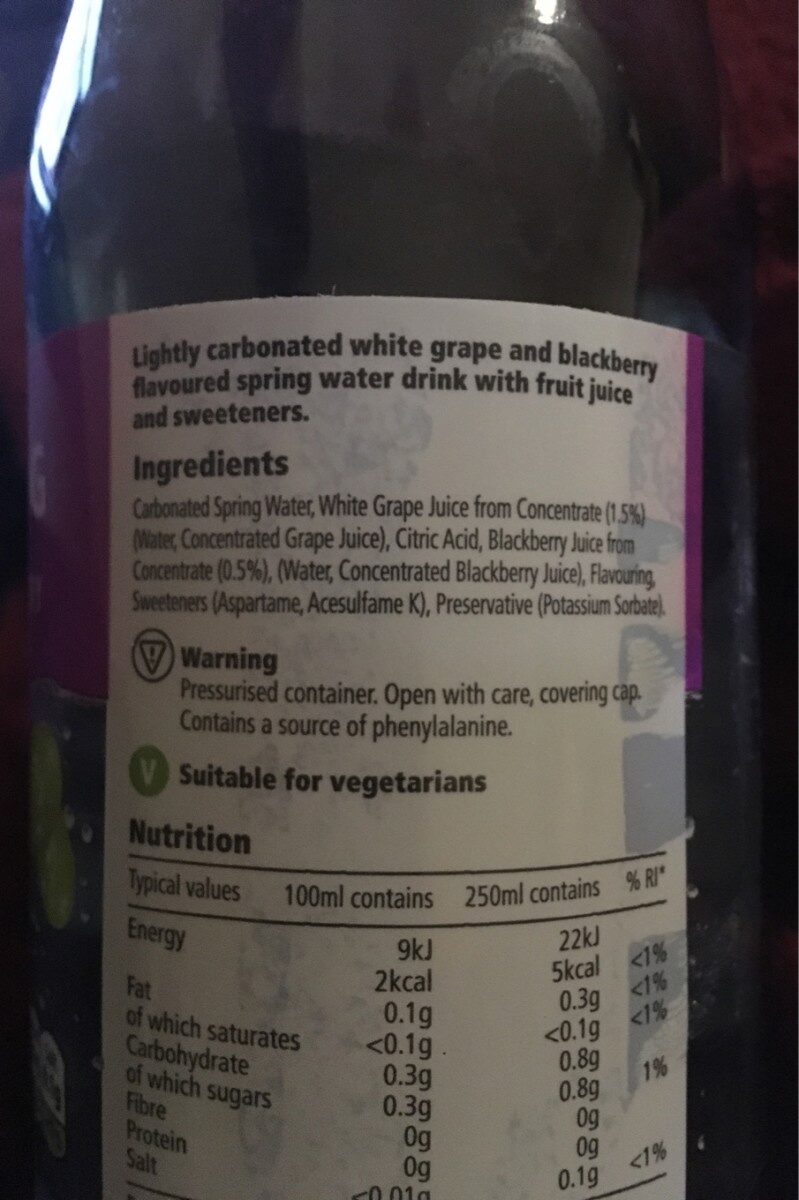 Lightly carbonated white grape and blackberry
flavoured spring water drink with fruit juice
and sweeteners.
Ingredients
Carbonated Spring Water, White Grape Juice from Concentrate (1.5%)
(Water, Concentrated Grape Juice), Citric Acid, Blackberry Juice from
Concentrate (0.5%), (Water, Concentrated Blackberry Juice), Flavouring,
Sweeteners (Aspartame, Acesulfame K), Preservative (Potassium Sorbate).
Warning
Pressurised container. Open with care, covering cap.
Contains a source of phenylalanine.
V Suitable for vegetarians
Nutrition
Typical values 100ml contains 250ml contains % RI*
Energy 9kJ 22kJ
2kcal 5kcal <1%
Fat 0.1g 0.3g <1%
of which saturates <0.1g <0.1g <1%
Carbohydrate 0.3g 0.8g
of which sugars 0.3g 0.8g 1%
Fibre 0g 0g
Protein 0g 0g
Salt <0.01g 0.1g <1%